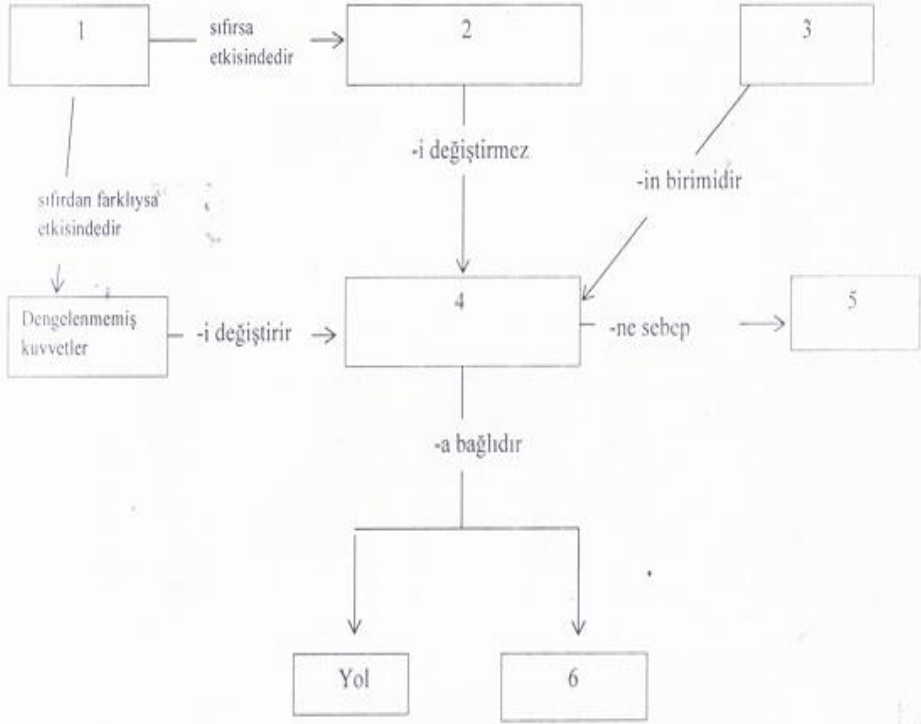 1
sıfırsa
etkisindedir
2
3
-i değiştirmez
-in birimidir
sıfırdan farklıysa
etkisindedir
Dengelenmemiş
kuvvetler
-i değiştirir
4
-ne sebep
5
-a bağlıdır
Yol
6